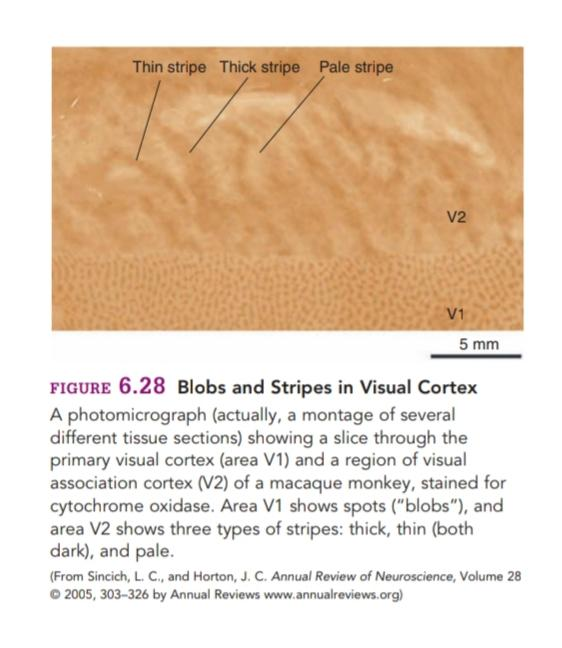 Thin stripe Thick stripe Pale stripe
V2
V1
5 mm
FIGURE 6.28 Blobs and Stripes in Visual Cortex
A photomicrograph (actually, a montage of several
different tissue sections) showing a slice through the
primary visual cortex (area V1) and a region of visual
association cortex (V2) of a macaque monkey, stained for
cytochrome oxidase. Area V1 shows spots (“blobs”), and
area V2 shows three types of stripes: thick, thin (both
dark), and pale.
(From Sincich, L. C., and Horton, J. C. Annual Review of Neuroscience, Volume 28
© 2005, 303–326 by Annual Reviews www.annualreviews.org)